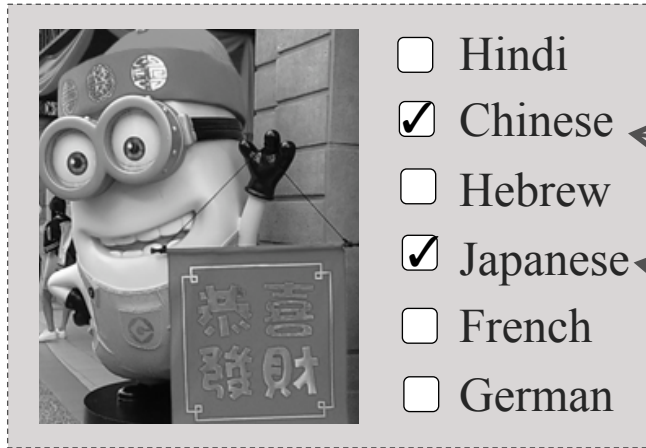 恭喜
發財
Hindi
Chinese
Hebrew
Japanese
French
German